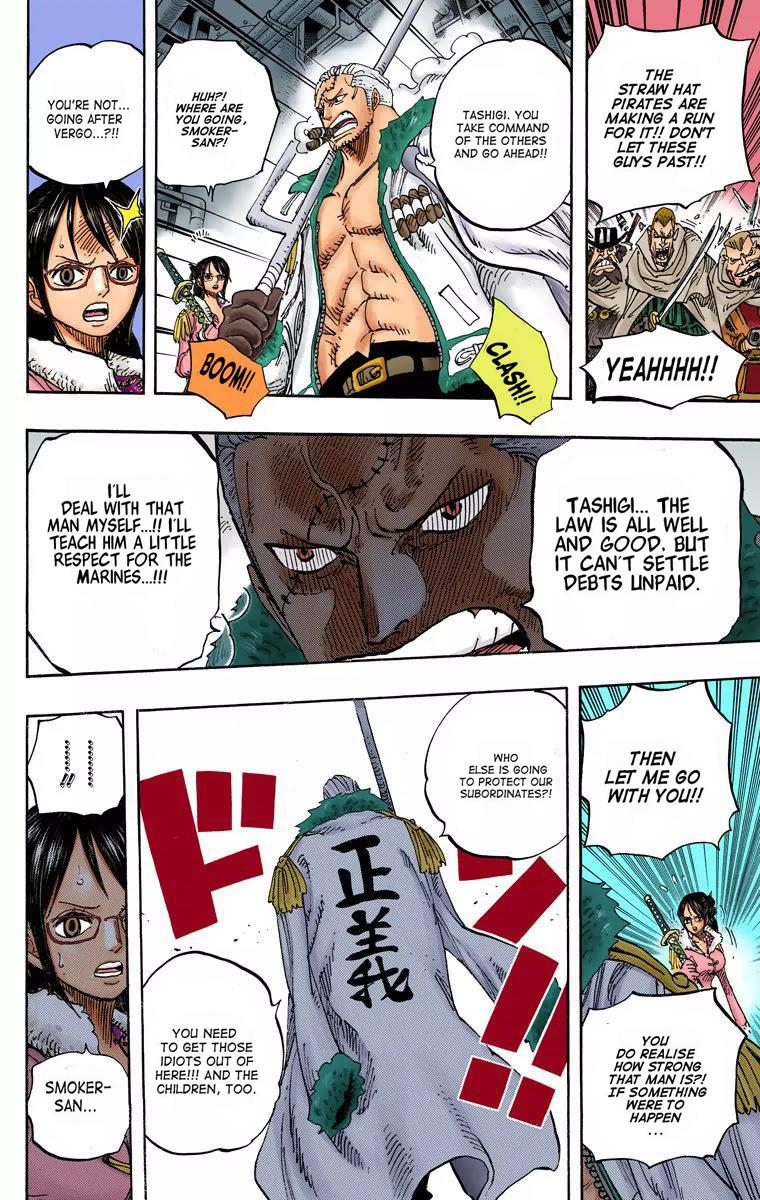 THE
STRAW HAT
PIRATES ARE
MAKING A RUN
FOR IT!! DON'T
LET THESE
GUYS PAST!!
YEAHHHH!!
TASHIGI. YOU
TAKE COMMAND
OF THE OTHERS
AND GO AHEAD!!
HUH?!
WHERE ARE
YOU GOING,
SMOKER-
SAN?!
CLASH!!
BOOM!!
YOU'RE NOT...
GOING AFTER
VERGO...?!!
TASHIGI... THE
LAW IS ALL WELL
AND GOOD, BUT
IT CAN'T SETTLE
DEBTS UNPAID.
I'LL
DEAL WITH THAT
MAN MYSELF...!! I'LL
TEACH HIM A LITTLE
RESPECT FOR THE
MARINES...!!!
THEN
LET ME GO
WITH YOU!!
YOU
DO REALISE
HOW STRONG
THAT MAN IS?!
IF SOMETHING
WERE TO
HAPPEN
...
WHO
ELSE IS GOING
TO PROTECT OUR
SUBORDINATES?!
ドン!!
正義
YOU NEED
TO GET THOSE
IDIOTS OUT OF
HERE!!! AND THE
CHILDREN, TOO.
......!!
SMOKER-
SAN...